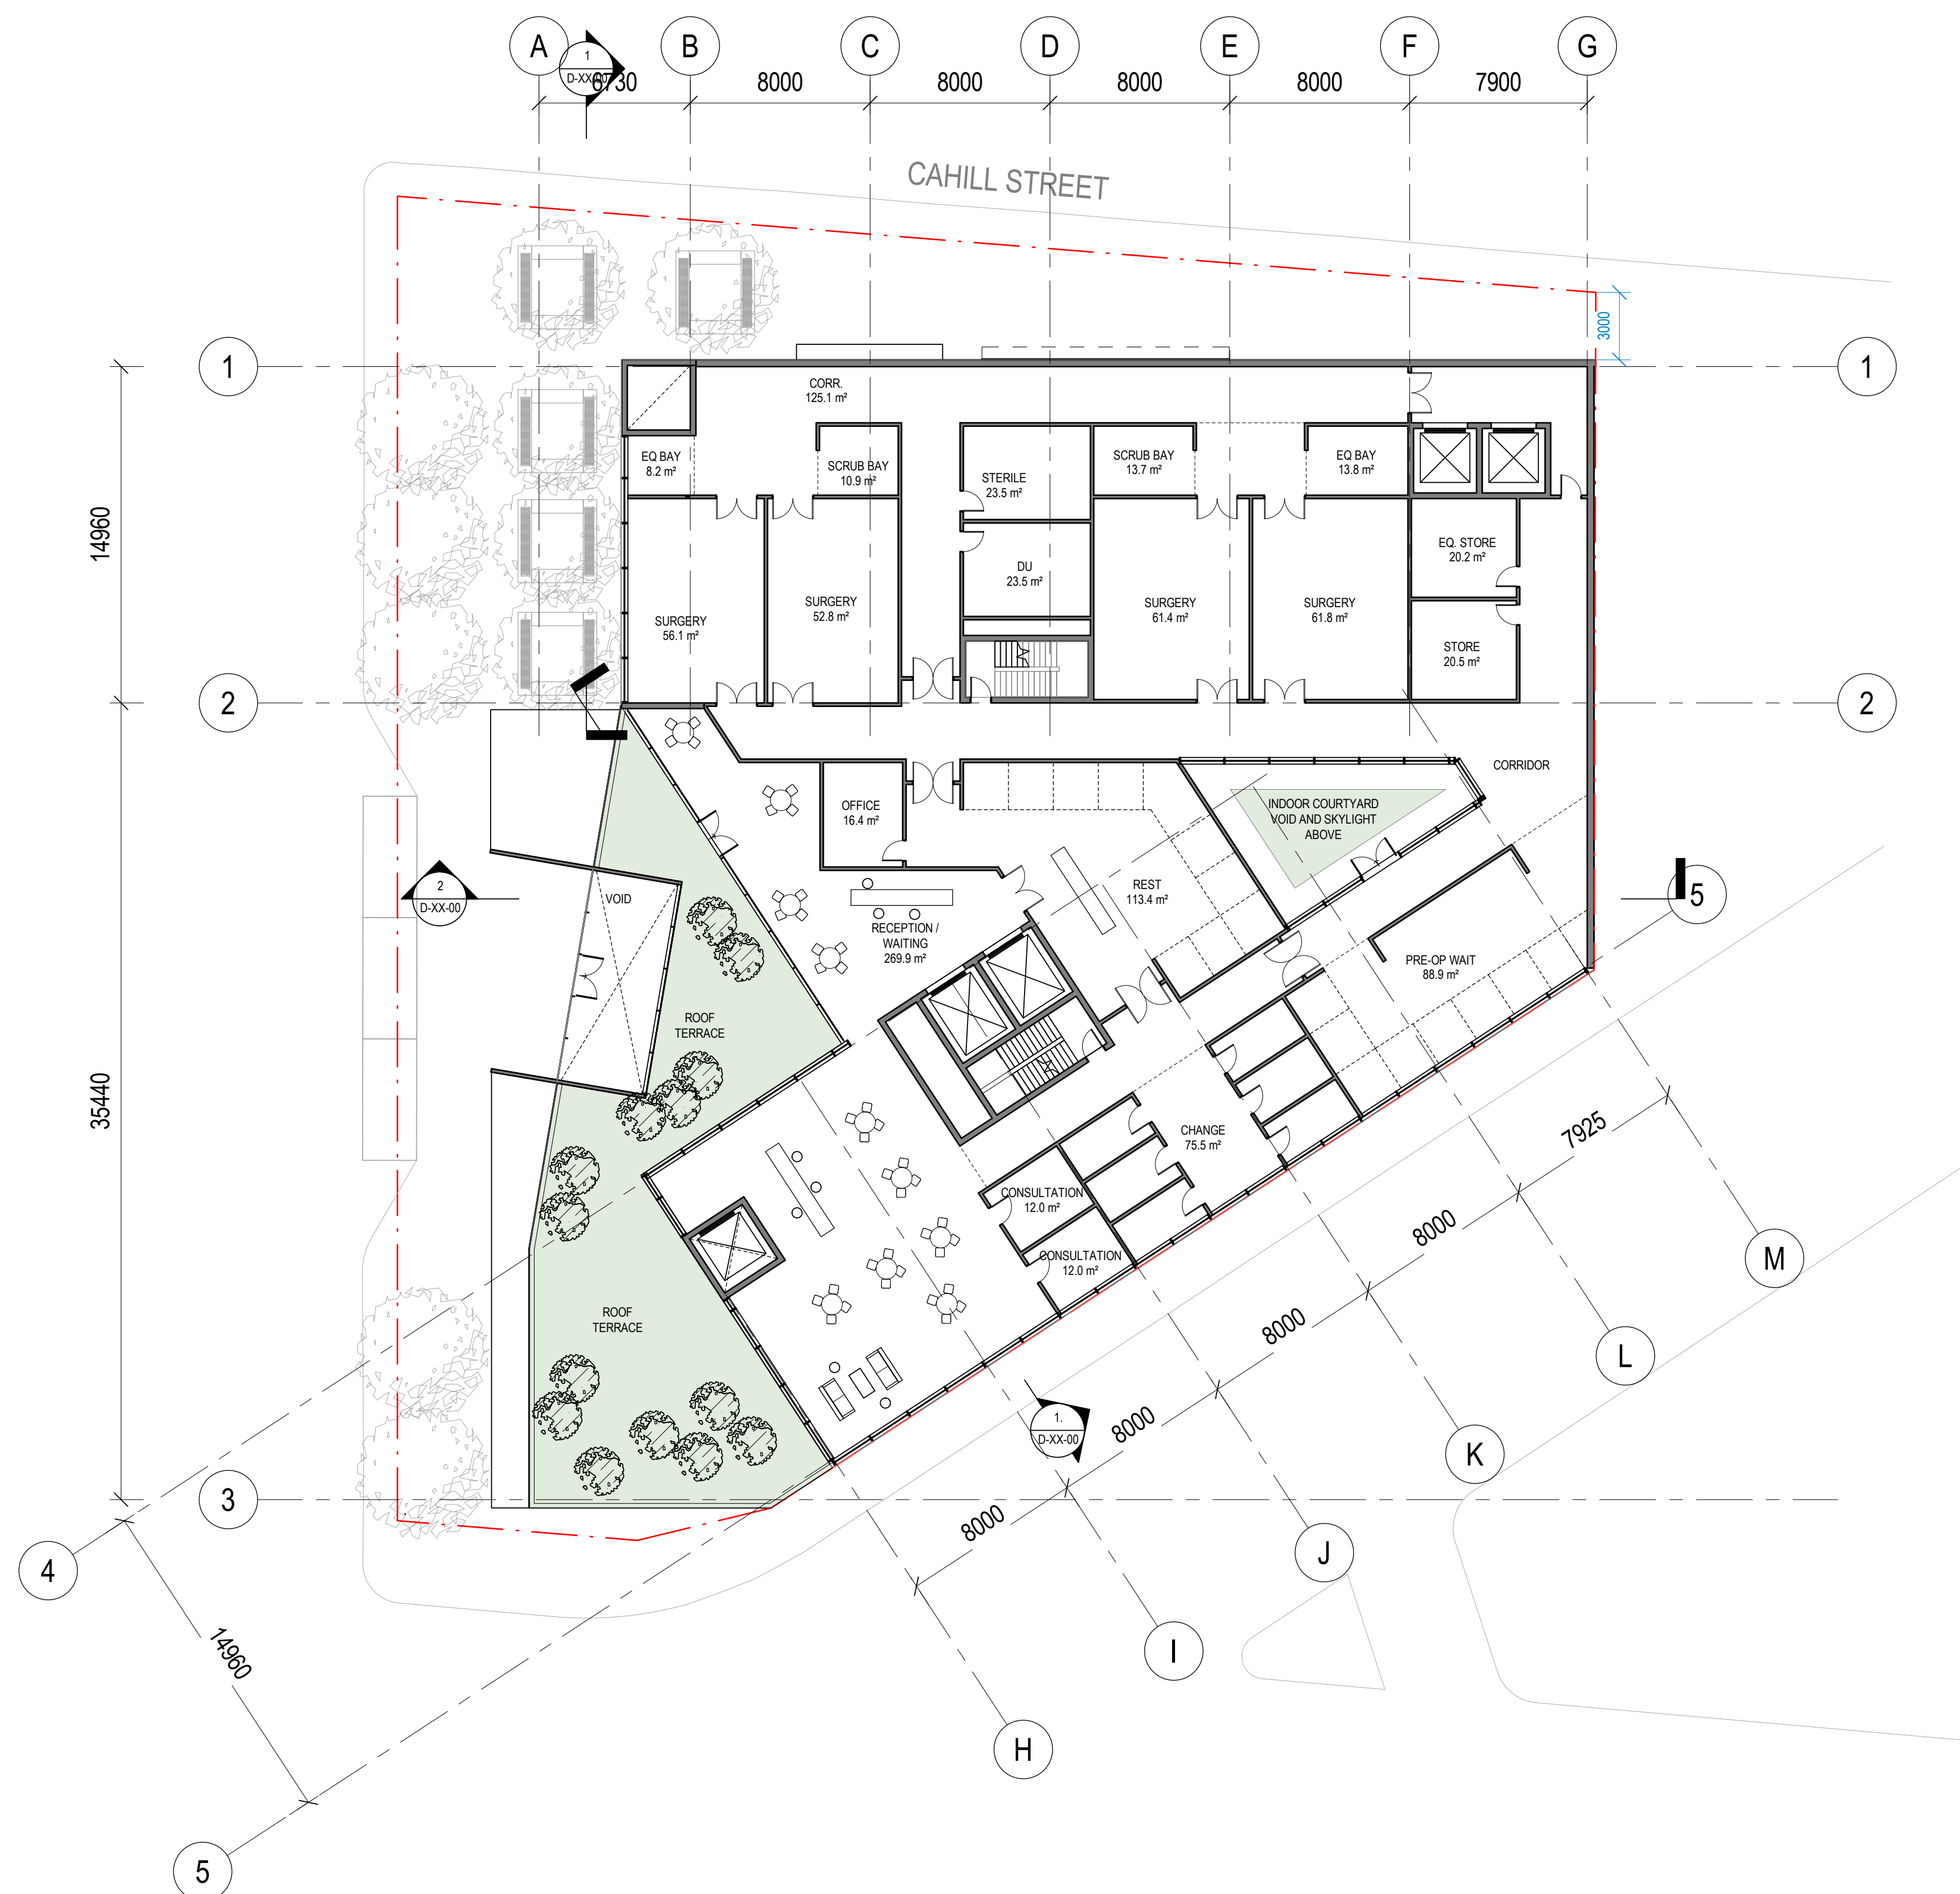 A
B
C
D
E
F
G
1
D-XX-00
6730
8000
8000
8000
8000
7900
CAHILL STREET
3000
1
1
CORR.
125.1 m²
EQ BAY
8.2 m²
SCRUB BAY
10.9 m²
STERILE
23.5 m²
SCRUB BAY
13.7 m²
EQ BAY
13.8 m²
14960
DU
23.5 m²
EQ. STORE
20.2 m²
SURGERY
56.1 m²
SURGERY
52.8 m²
SURGERY
61.4 m²
SURGERY
61.8 m²
STORE
20.5 m²
2
2
CORRIDOR
OFFICE
16.4 m²
INDOOR COURTYARD
VOID AND SKYLIGHT
ABOVE
2
D-XX-00
VOID
REST
113.4 m²
5
RECEPTION /
WAITING
269.9 m²
PRE-OP WAIT
88.9 m²
ROOF
TERRACE
35440
CHANGE
75.5 m²
7925
CONSULTATION
12.0 m²
CONSULTATION
12.0 m²
8000
M
ROOF
TERRACE
8000
L
1.
D-XX-00
8000
K
3
8000
J
4
14960
I
H
5